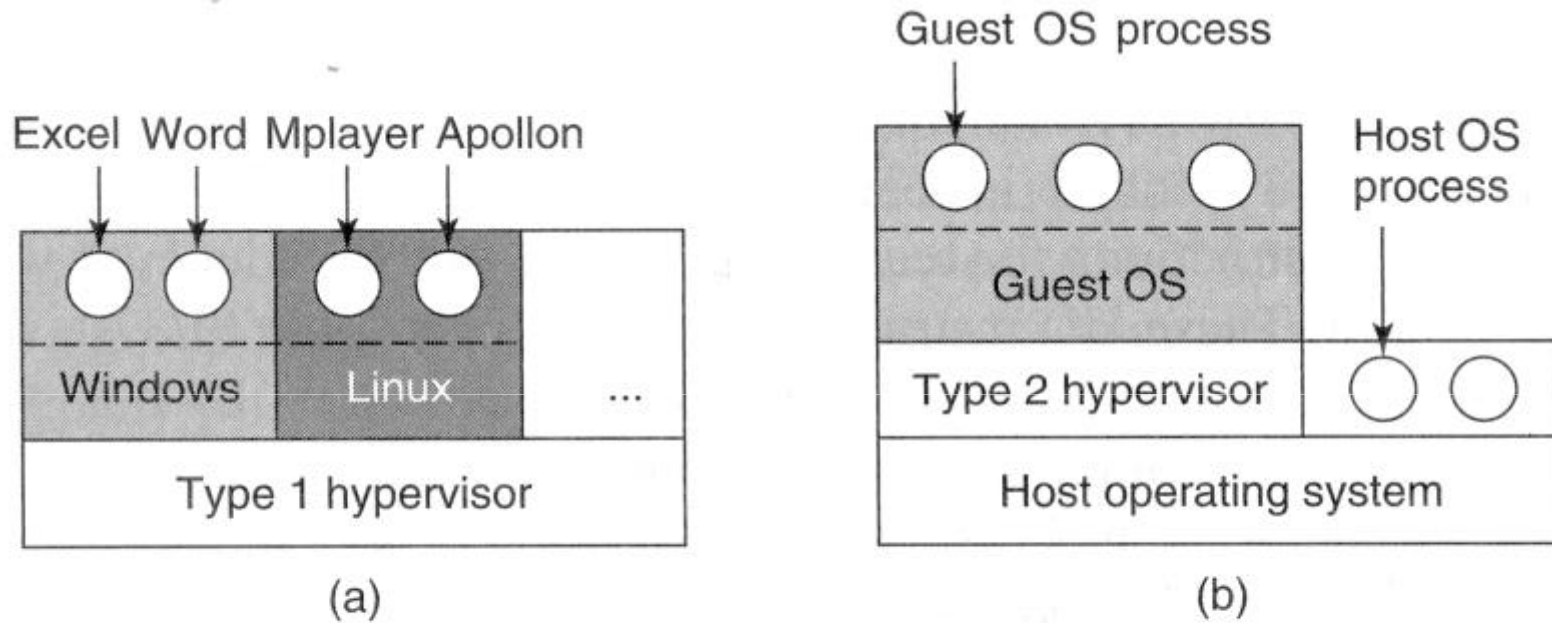 Excel Word Mplayer Apollon
Windows Linux ...
Type 1 hypervisor
(a)
Guest OS process
Host OS
process
Guest OS
Type 2 hypervisor
Host operating system
(b)